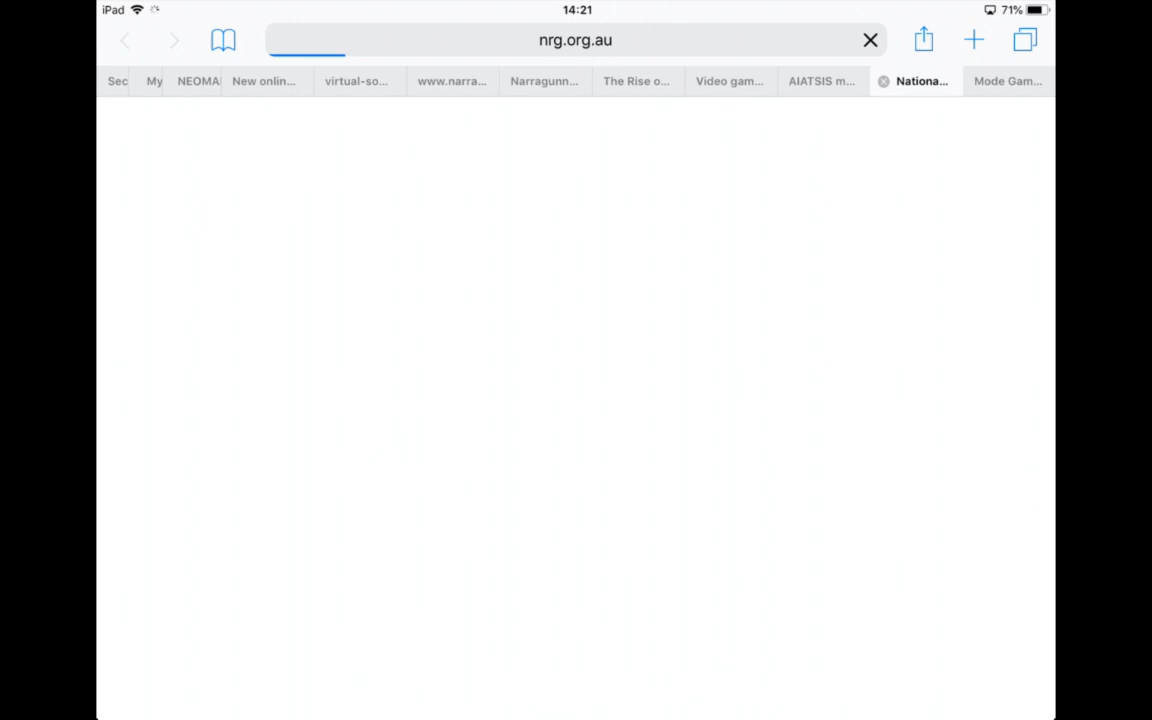 iPad 14:21 71%
nrg.org.au
Sec My NEOMA New onlin... virtual-so... www.narra... Narragunn... The Rise o... Video gam... AIATSIS m... Nationa... Mode Gam...